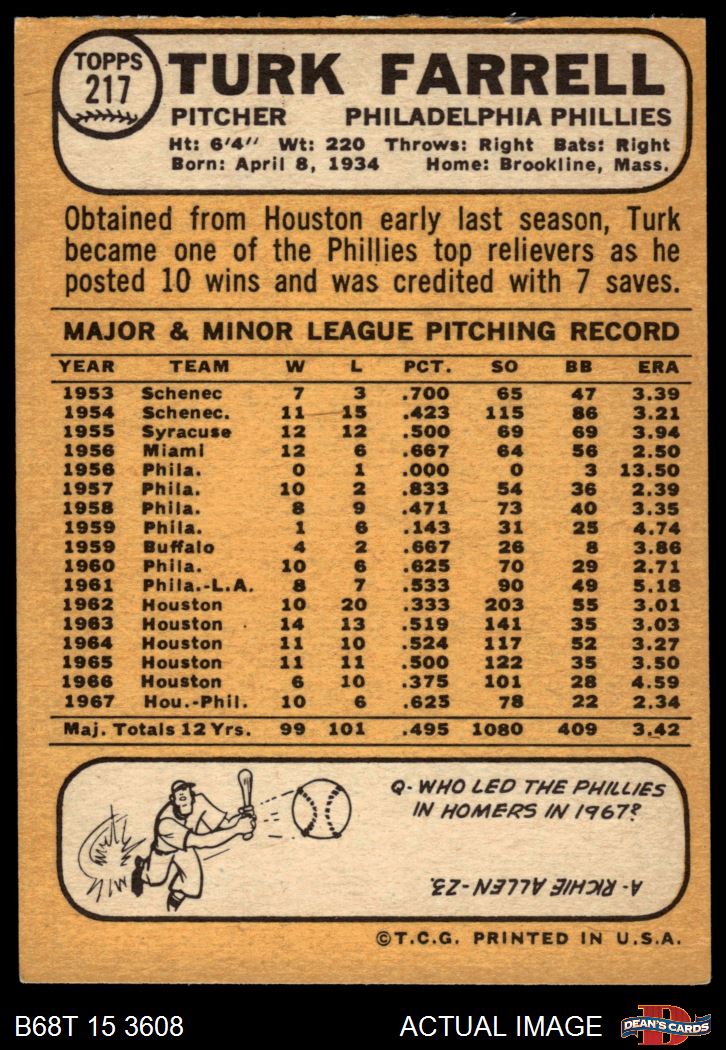 TOPPS
217
TURK FARRELL
PITCHER PHILADELPHIA PHILLIES
Ht: 6'4" Wt: 220 Throws: Right Bats: Right
Born: April 8, 1934 Home: Brookline, Mass.
Obtained from Houston early last season, Turk
became one of the Phillies top relievers as he
posted 10 wins and was credited with 7 saves.
MAJOR & MINOR LEAGUE PITCHING RECORD
YEAR TEAM W L PCT. SO BB ERA
1953 Schenec 7 3 .700 65 47 3.39
1954 Schenec. 11 15 .423 115 86 3.21
1955 Syracuse 12 12 .500 69 69 3.94
1956 Miami 12 6 .667 64 56 2.50
1956 Phila. 0 1 .000 0 3 13.50
1957 Phila. 10 2 .833 54 36 2.39
1958 Phila. 8 9 .471 73 40 3.35
1959 Phila. 1 6 .143 31 25 4.74
1959 Buffalo 4 2 .667 26 8 3.86
1960 Phila. 10 6 .625 70 29 2.71
1961 Phila.-L.A. 8 7 .533 90 49 5.18
1962 Houston 10 20 .333 203 55 3.01
1963 Houston 14 13 .519 141 35 3.03
1964 Houston 11 10 .524 117 52 3.27
1965 Houston 11 11 .500 122 35 3.50
1966 Houston 6 10 .375 101 28 4.59
1967 Hou.-Phil. 10 6 .625 78 22 2.34
Maj. Totals 12 Yrs. 99 101 .495 1080 409 3.42
Q- WHO LED THE PHILLIES
IN HOMERS IN 1967?
A- RICHIE ALLEN-23.
©T.C.G. PRINTED IN U.S.A.
B68T 15 3608 ACTUAL IMAGE
D
DEAN'S CARDS